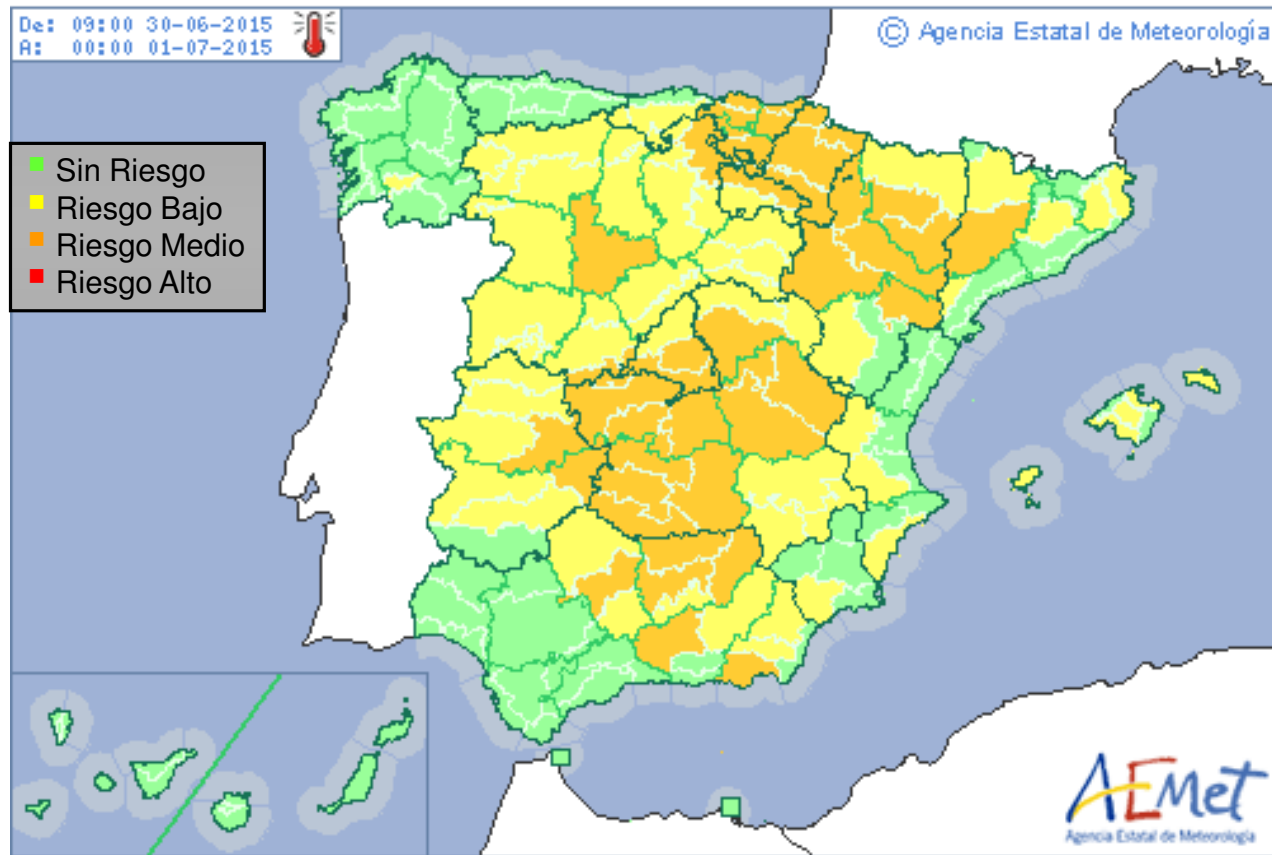 De: 09:00 30-06-2015
A: 00:00 01-07-2015
© Agencia Estatal de Meteorología
Sin Riesgo
Riesgo Bajo
Riesgo Medio
Riesgo Alto
AEMet
Agencia Estatal de Meteorología